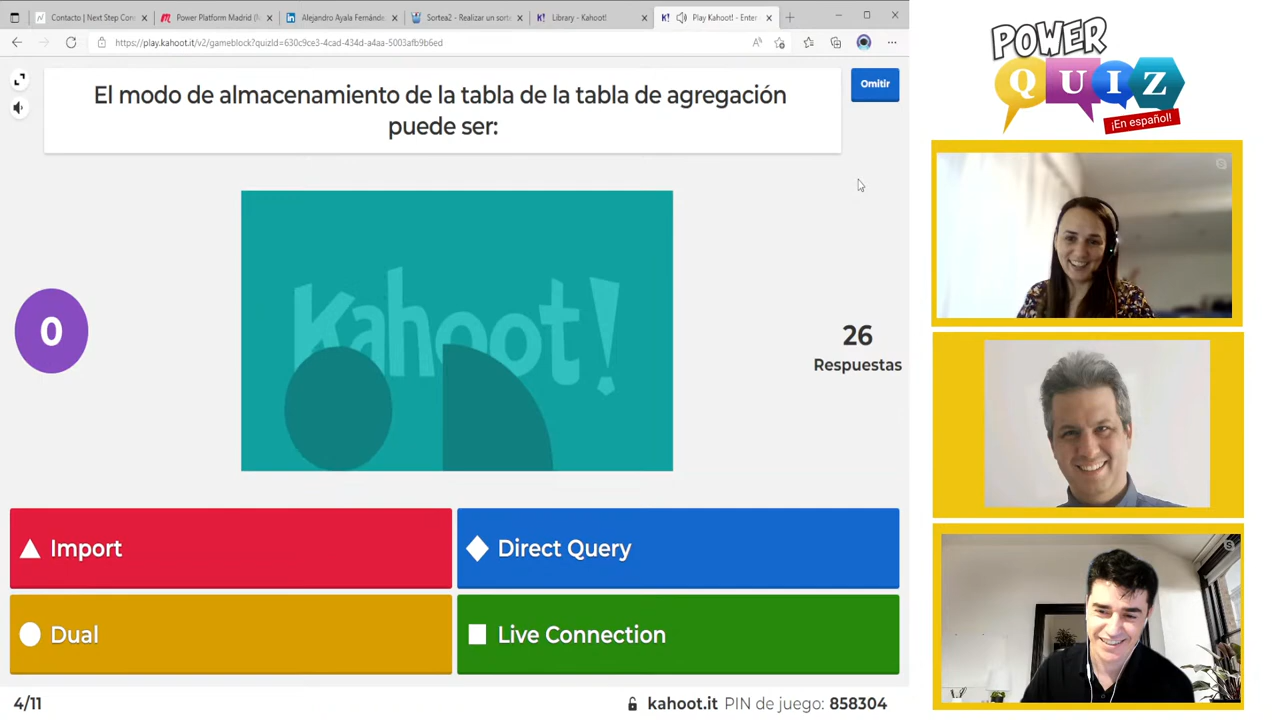 Contacto | Next Step Con
Power Platform Madrid (M
Alejandro Ayala Fernánde
Sortea2 - Realizar un sort
Library - Kahoot!
Play Kahoot! - Enter
https://play.kahoot.it/v2/gameblock?quizId=630c9ce3-4cad-434d-a4aa-5003afb9b6ed
El modo de almacenamiento de la tabla de la tabla de agregación
puede ser:
Omitir
Kahoot!
0
26
Respuestas
Import
Direct Query
Dual
Live Connection
4/11
kahoot.it PIN de juego: 858304
POWER
QUIZ
¡En español!